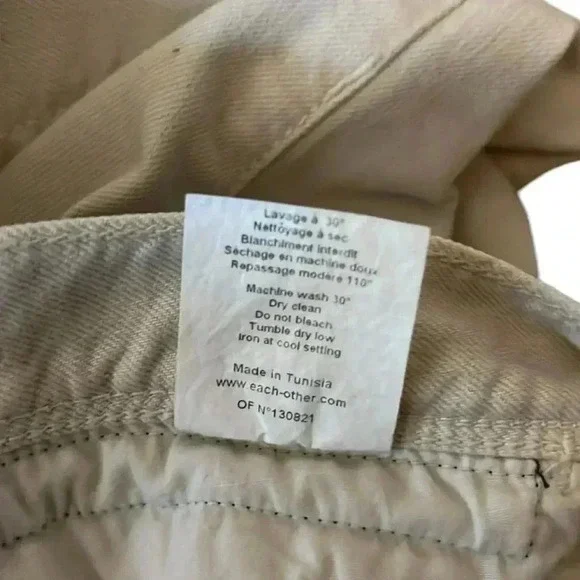 Lavage à 30°
Nettoyage à sec
Blanchiment interdit
Séchage en machine doux
Repassage modéré 110°
Machine wash 30°
Dry clean
Do not bleach
Tumble dry low
Iron at cool setting
Made in Tunisia
www.each-other.com
OF N°130821